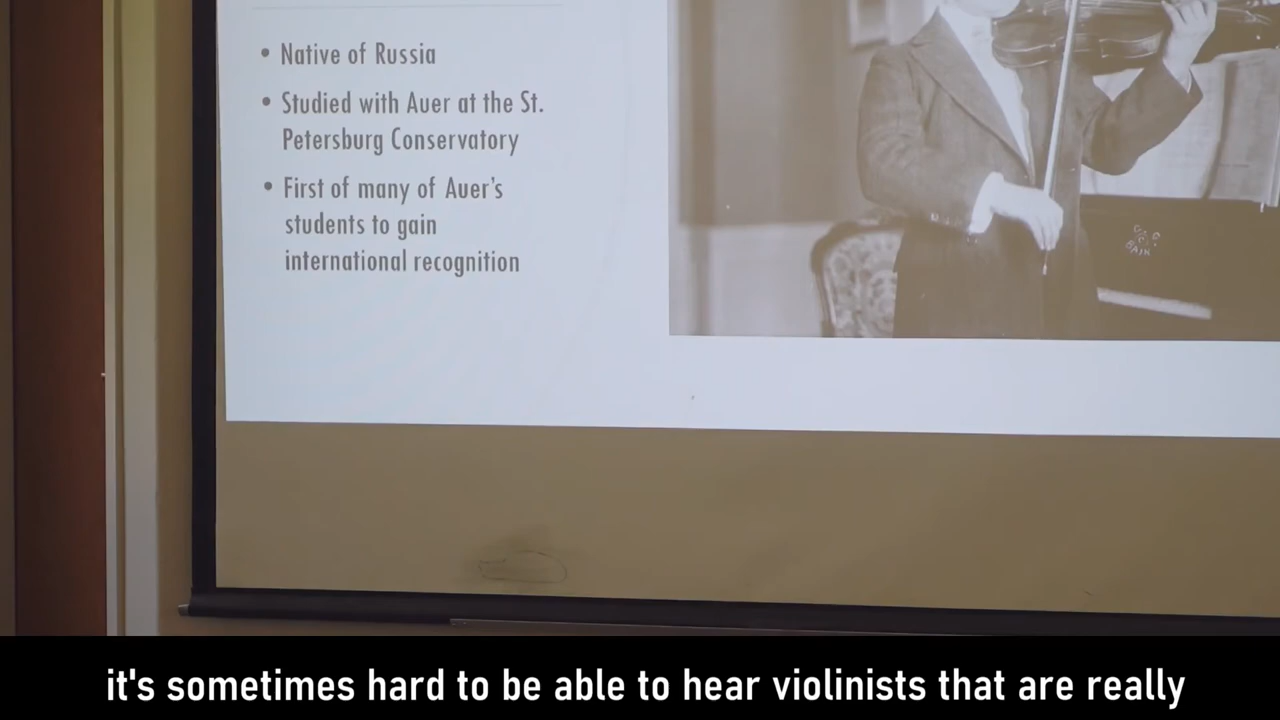 • Native of Russia
• Studied with Auer at the St.
Petersburg Conservatory
• First of many of Auer's
students to gain
international recognition
it's sometimes hard to be able to hear violinists that are really